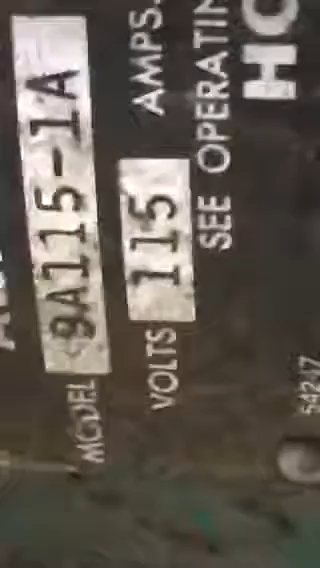 MODEL 9A115-1A
VOLTS 115 AMPS.
SEE OPERATIN
HO
54247